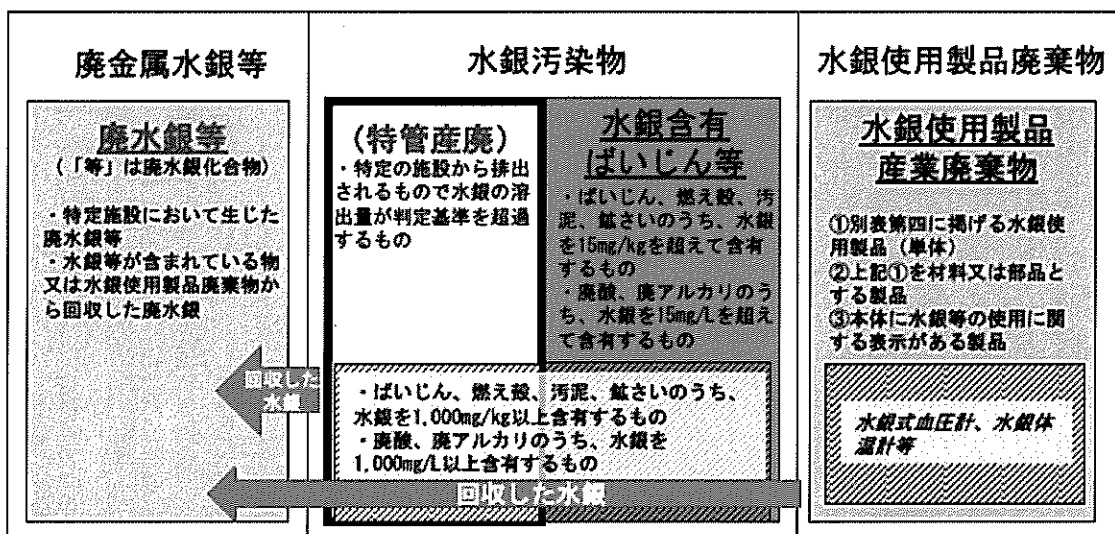 廃金属水銀等
廃水銀等
(「等」は廃水銀化合物)
・特定施設において生じた
廃水銀等
・水銀等が含まれている物
又は水銀使用製品廃棄物か
ら回収した廃水銀
水銀汚染物
(特管産廃)
・特定の施設から排出
されるもので水銀の溶
出量が判定基準を超過
するもの
水銀含有
ばいじん等
・ばいじん、燃え殻、汚
泥、鉱さいのうち、水銀
を15mg/kgを超えて含有
するもの
・廃酸、廃アルカリのう
ち、水銀を15mg/Lを超え
て含有するもの
回収した
水銀
・ばいじん、燃え殻、汚泥、鉱さいのうち、
水銀を1,000mg/kg以上含有するもの
・廃酸、廃アルカリのうち、水銀を
1,000mg/L以上含有するもの
回収した水銀
水銀使用製品廃棄物
水銀使用製品
産業廃棄物
①別表第四に掲げる水銀使
用製品(単体)
②上記①を材料又は部品と
する製品
③本体に水銀等の使用に関
する表示がある製品
水銀式血圧計、水銀体
温計等